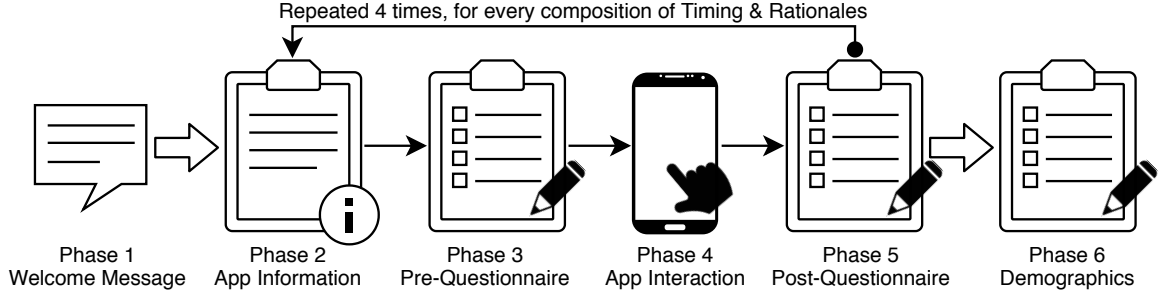 Repeated 4 times, for every composition of Timing & Rationales
i
Phase 1
Welcome Message
Phase 2
App Information
Phase 3
Pre-Questionnaire
Phase 4
App Interaction
Phase 5
Post-Questionnaire
Phase 6
Demographics